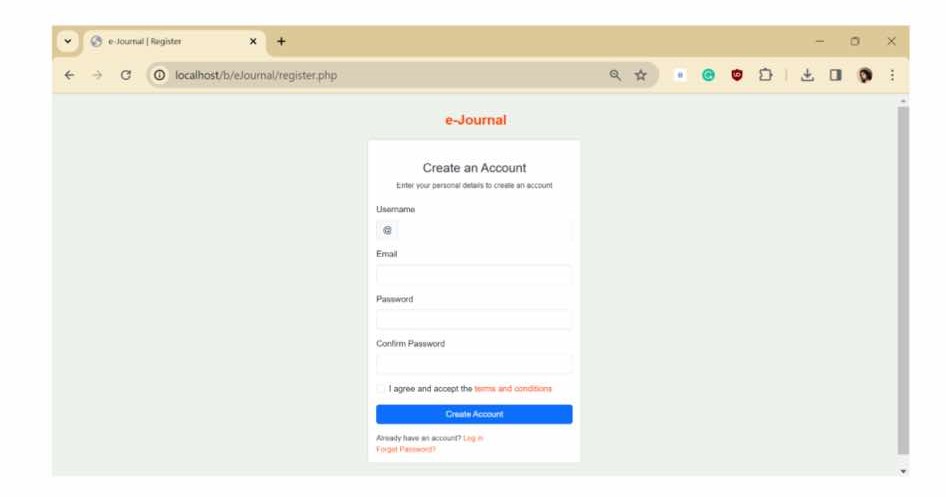 e-Journal | Register
localhost/b/eJournal/register.php
e-Journal
Create an Account
Enter your personal details to create an account
Username
@
Email
Password
Confirm Password
I agree and accept the terms and conditions
Create Account
Already have an account? Log in
Forget Password?